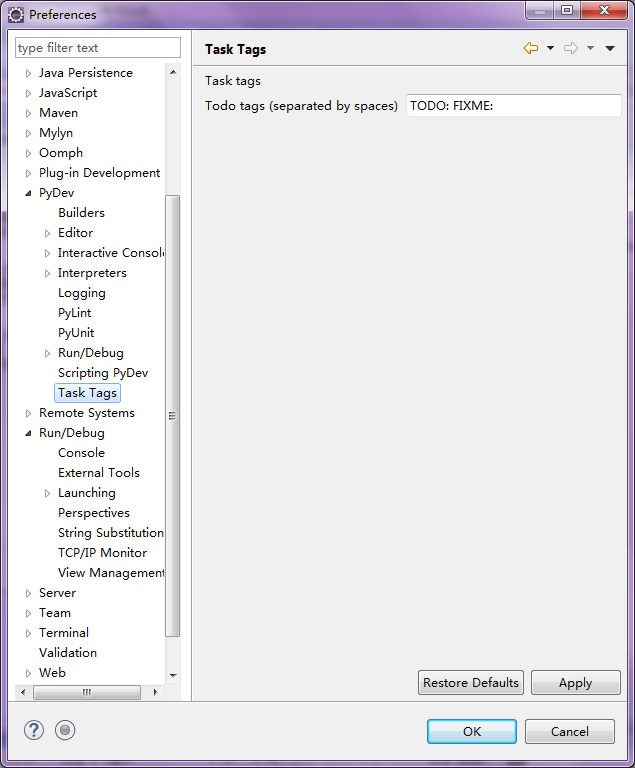 Preferences
type filter text
Java Persistence
JavaScript
Maven
Mylyn
Oomph
Plug-in Development
PyDev
Builders
Editor
Interactive Consol
Interpreters
Logging
PyLint
PyUnit
Run/Debug
Scripting PyDev
Task Tags
Remote Systems
Run/Debug
Console
External Tools
Launching
Perspectives
String Substitution
TCP/IP Monitor
View Management
Server
Team
Terminal
Validation
Web
Task Tags
Task tags
Todo tags (separated by spaces) TODO: FIXME:
Restore Defaults Apply
OK Cancel